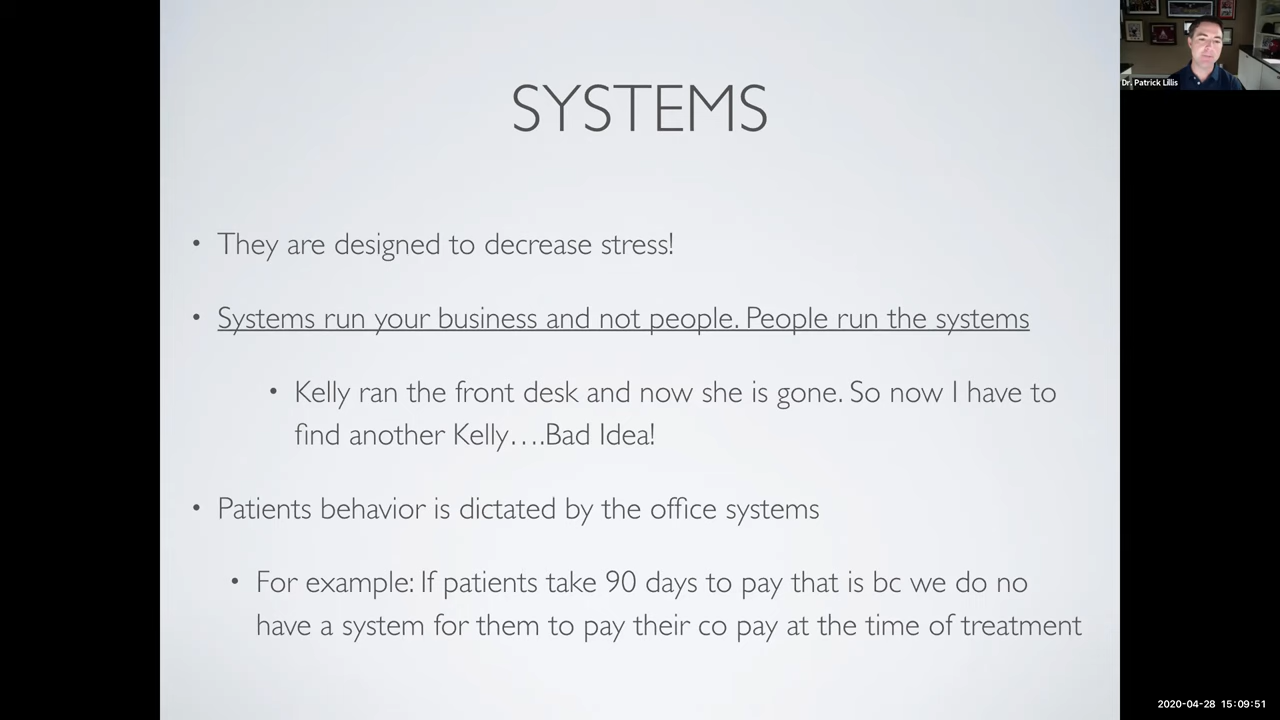 SYSTEMS
• They are designed to decrease stress!
• Systems run your business and not people. People run the systems
• Kelly ran the front desk and now she is gone. So now I have to
find another Kelly….Bad Idea!
• Patients behavior is dictated by the office systems
• For example: If patients take 90 days to pay that is bc we do no
have a system for them to pay their co pay at the time of treatment
Dr. Patrick Lillis
2020-04-28 15:09:51